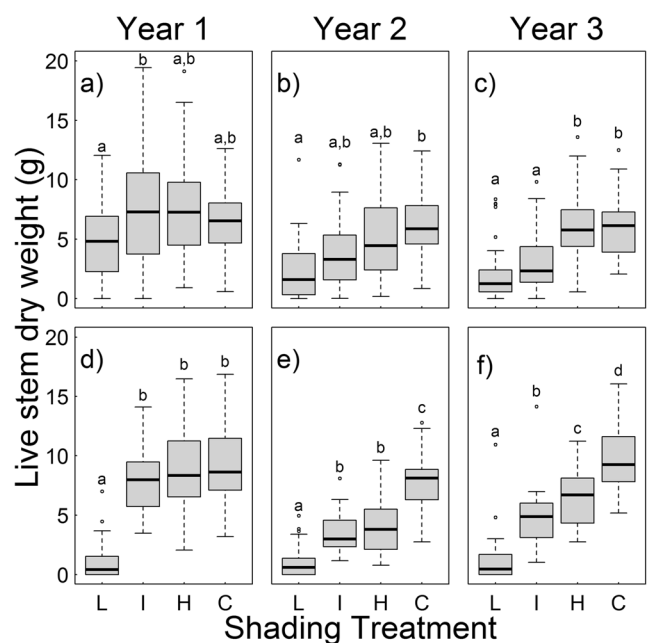 Year 1 Year 2 Year 3
Live stem dry weight (g)
20
15
10
5
0
a)
a b a,b a,b
b)
a a,b a,b b
c)
a a b b
20
15
10
5
0
d)
a b b b
e)
a b b c
f)
a b c d
L I H C L I H C L I H C
Shading Treatment